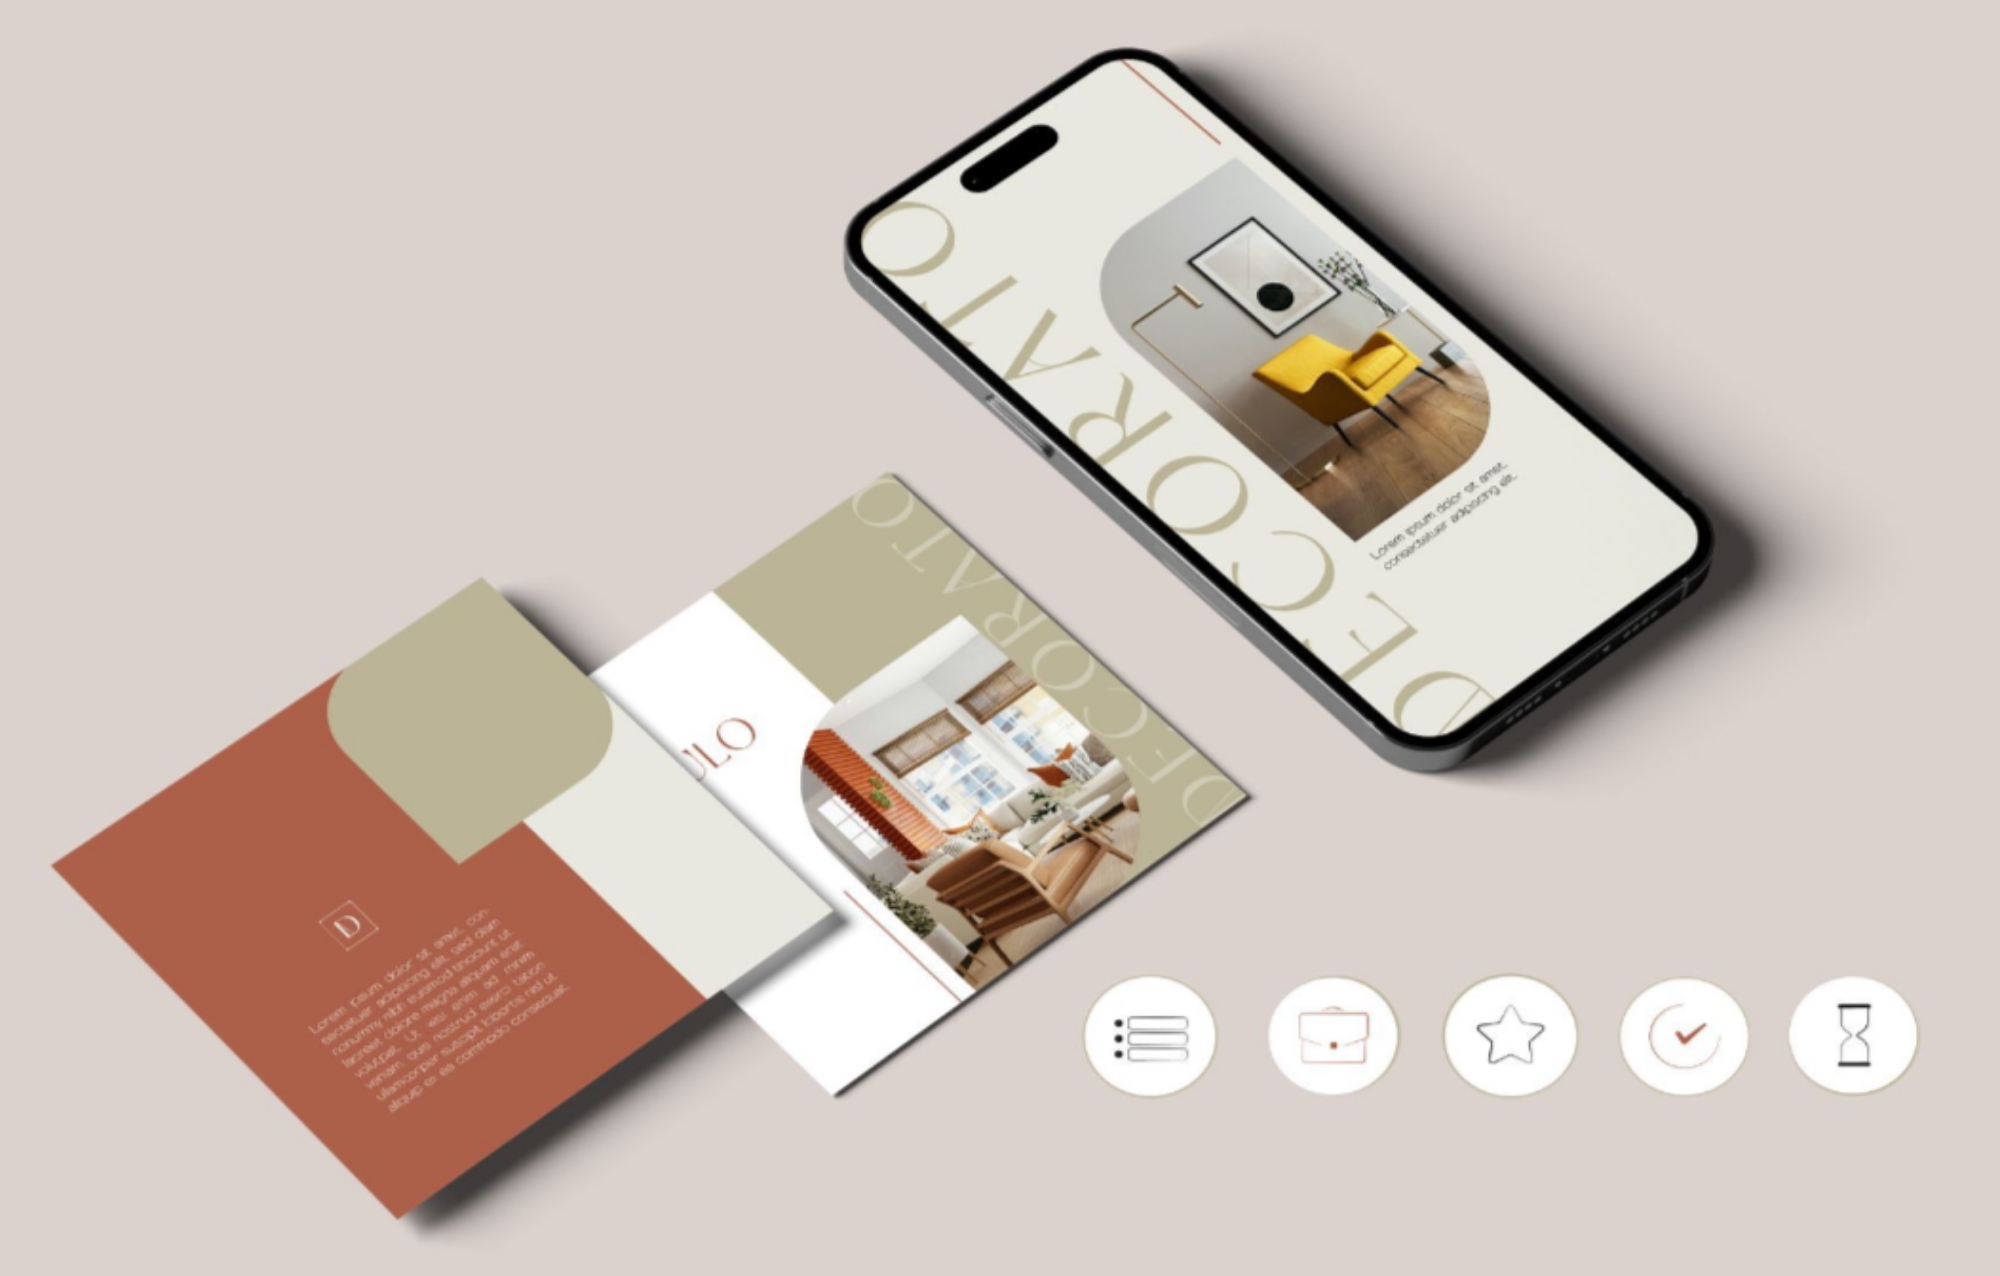 DECORATO
Lorem ipsum dolor sit amet,
consectetuer adipiscing elit,
DECORATO
ULO
D
Lorem ipsum dolor sit amet, con-
sectetuer adipiscing elit, sed diam
nonummy nibh euismod tincidunt ut
laoreet dolore magna aliquam erat
volutpat. Ut wisi enim ad minim
veniam, quis nostrud exerci tation
ullamcorper suscipit lobortis nisl ut
aliquip ex ea commodo consequat.